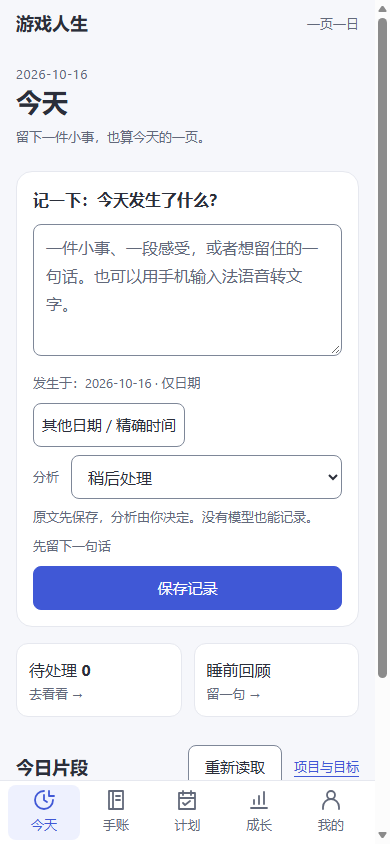 游戏人生
一页一日
2026-10-16
今天
留下一件小事，也算今天的一页。
记一下：今天发生了什么？
一件小事、一段感受，或者想留住的一
句话。也可以用手机输入法语音转文
字。
发生于：2026-10-16 · 仅日期
其他日期 / 精确时间
分析
稍后处理
原文先保存，分析由你决定。没有模型也能记录。
先留下一句话
保存记录
待处理 0
去看看 →
睡前回顾
留一句 →
今日片段
重新读取
项目与目标
今天
手账
计划
成长
我的